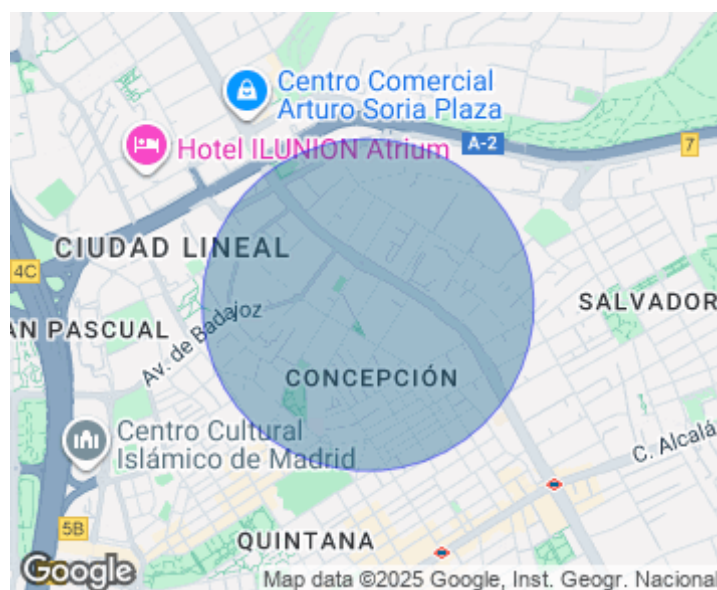 Centro Comercial
Arturo Soria Plaza
Hotel ILUNION Atrium
A-2
7
CIUDAD LINEAL
4C
SALVADOR
AN PASCUAL
Av. de Badajoz
CONCEPCIÓN
Centro Cultural
Islámico de Madrid
C. Alcalá
5B
QUINTANA
Google
Map data ©2025 Google, Inst. Geogr. Nacional